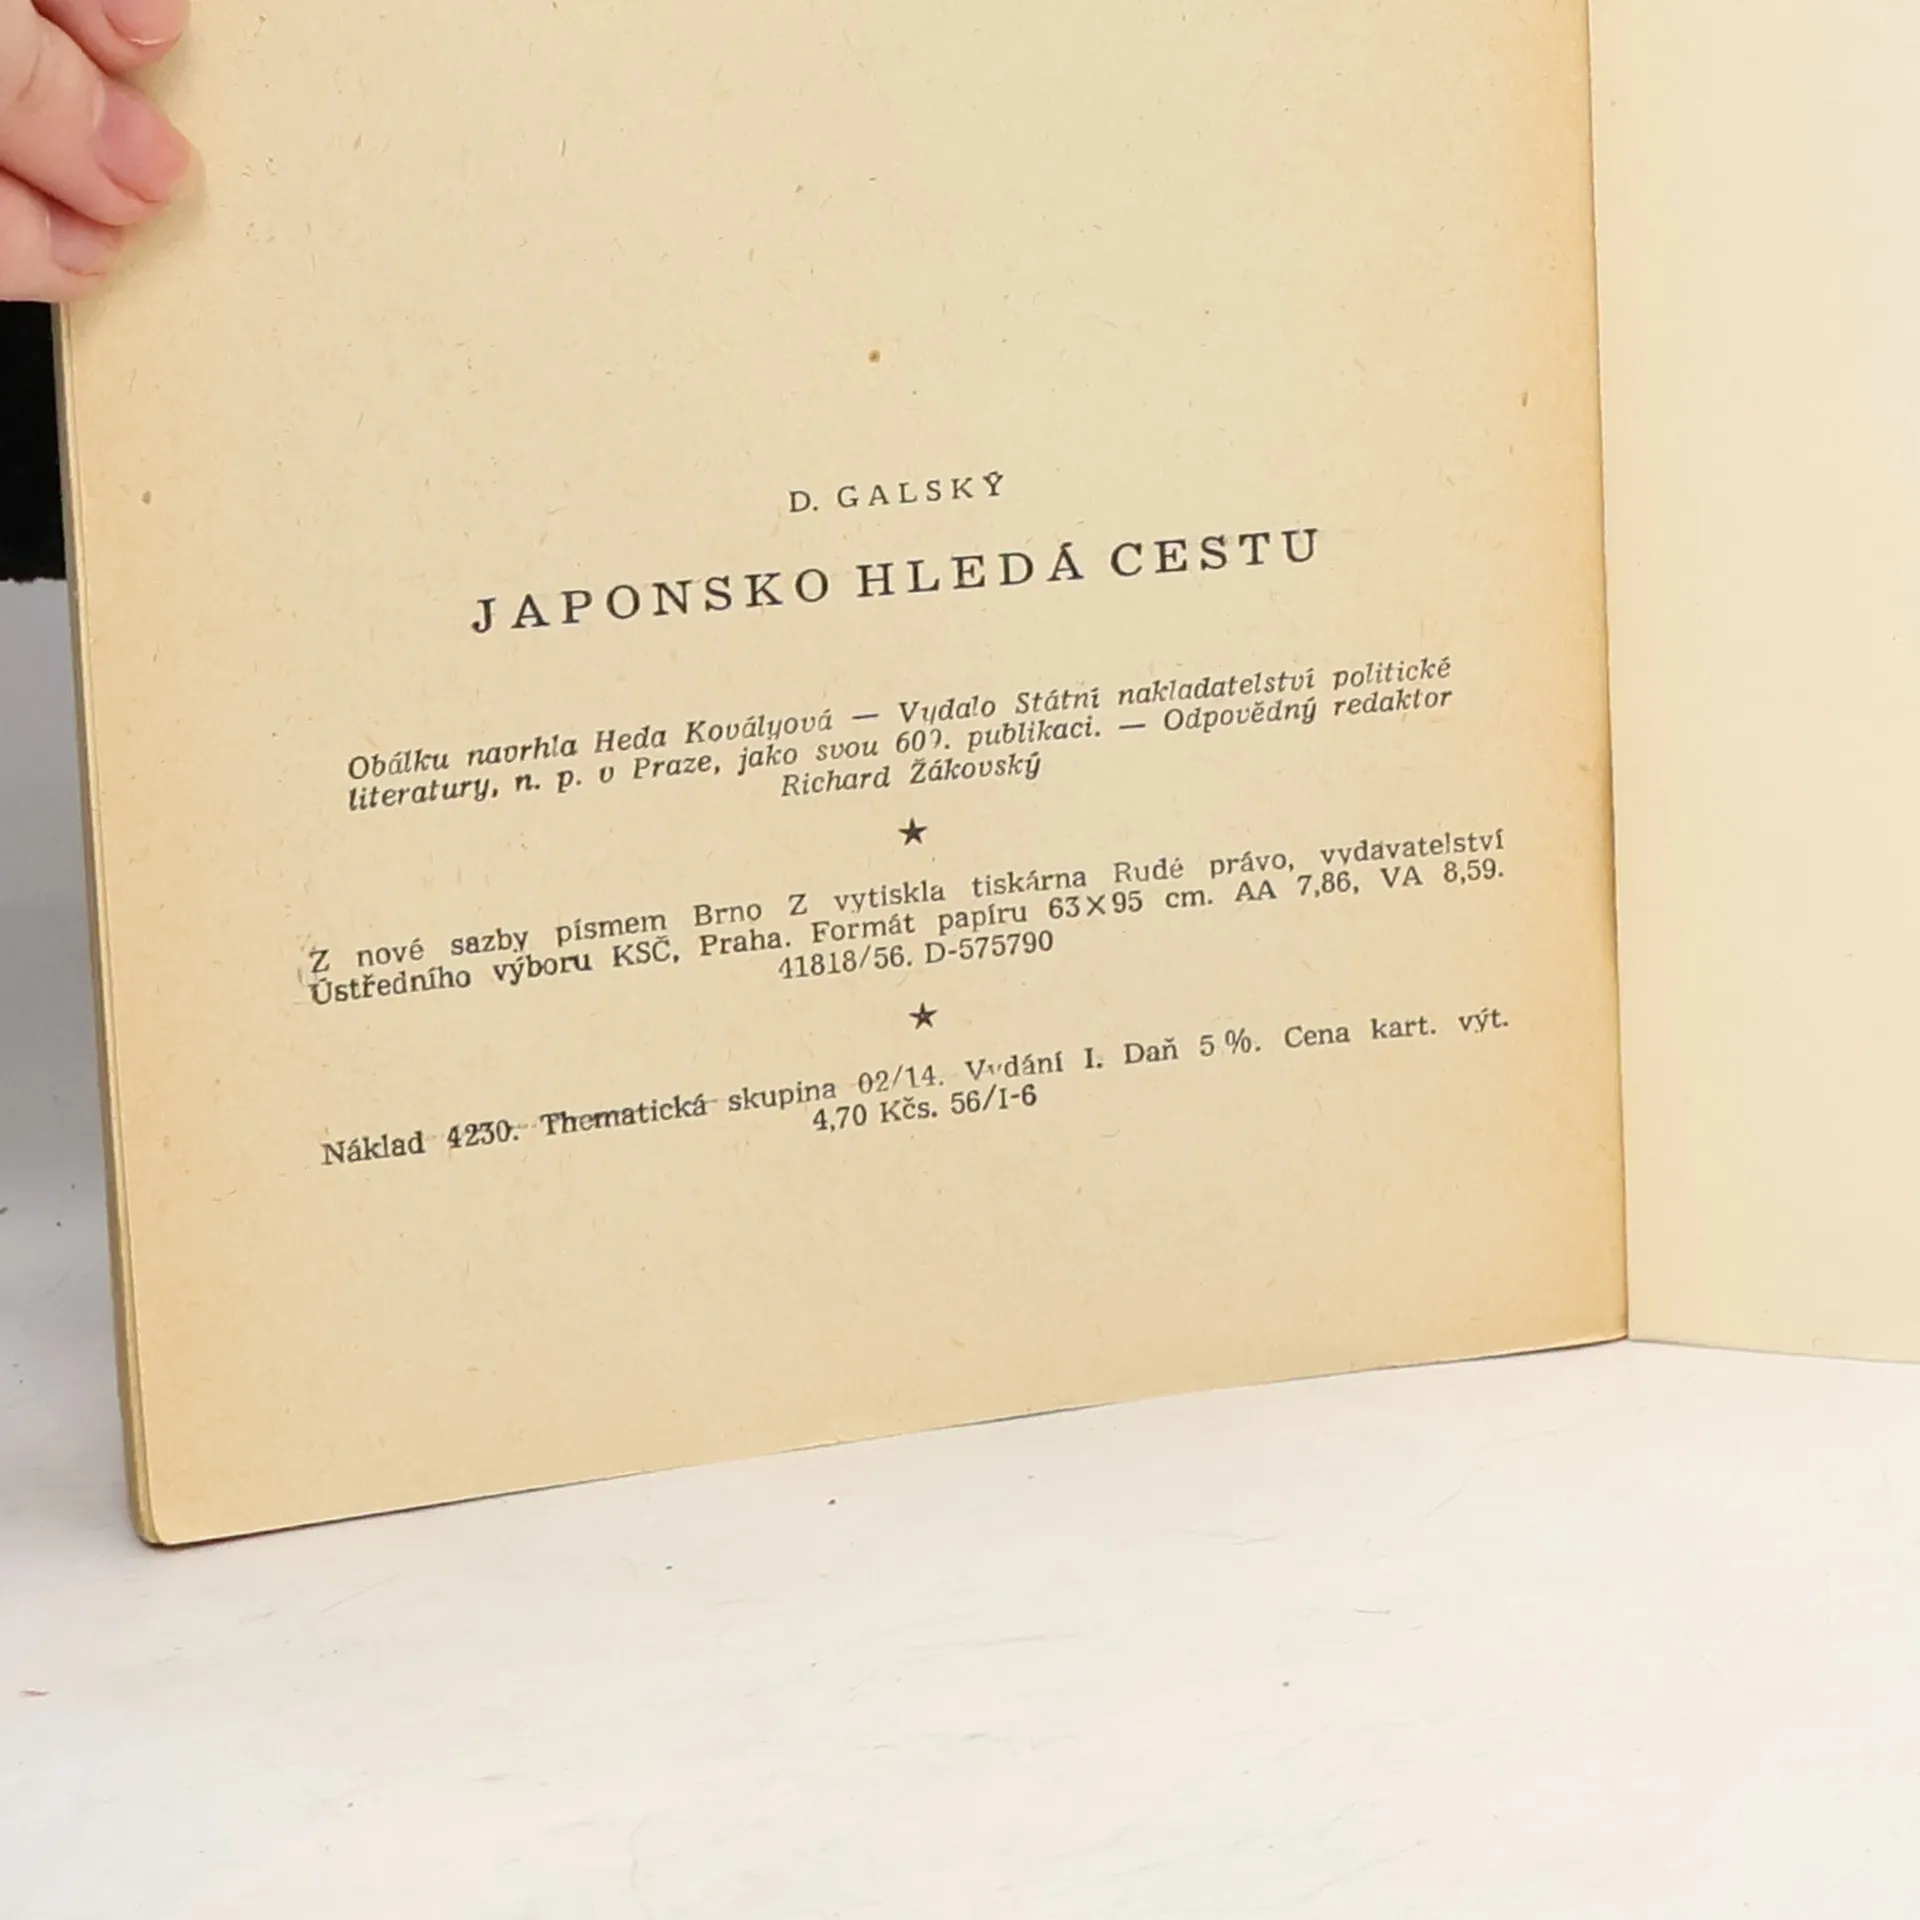 D. GALSKÝ
JAPONSKO HLEDÁ CESTU
Obálku navrhla Heda Kovályová — Vydalo Státní nakladatelství politické
literatury, n. p. v Praze, jako svou publikaci. — Odpovědný redaktor
Richard Žákovský
★
Z nové sazby písmem Brno Z vytiskla tiskárna Rudé právo, vydavatelství
Ústředního výboru KSČ, Praha. Formát papíru 63×95 cm. AA 7,86, VA 8,59.
41818/56. D-575790
★
Náklad 4230. Thematická skupina 02/14. Vydání I. Daň 5 %. Cena kart. výt.
4,70 Kčs. 56/I-6